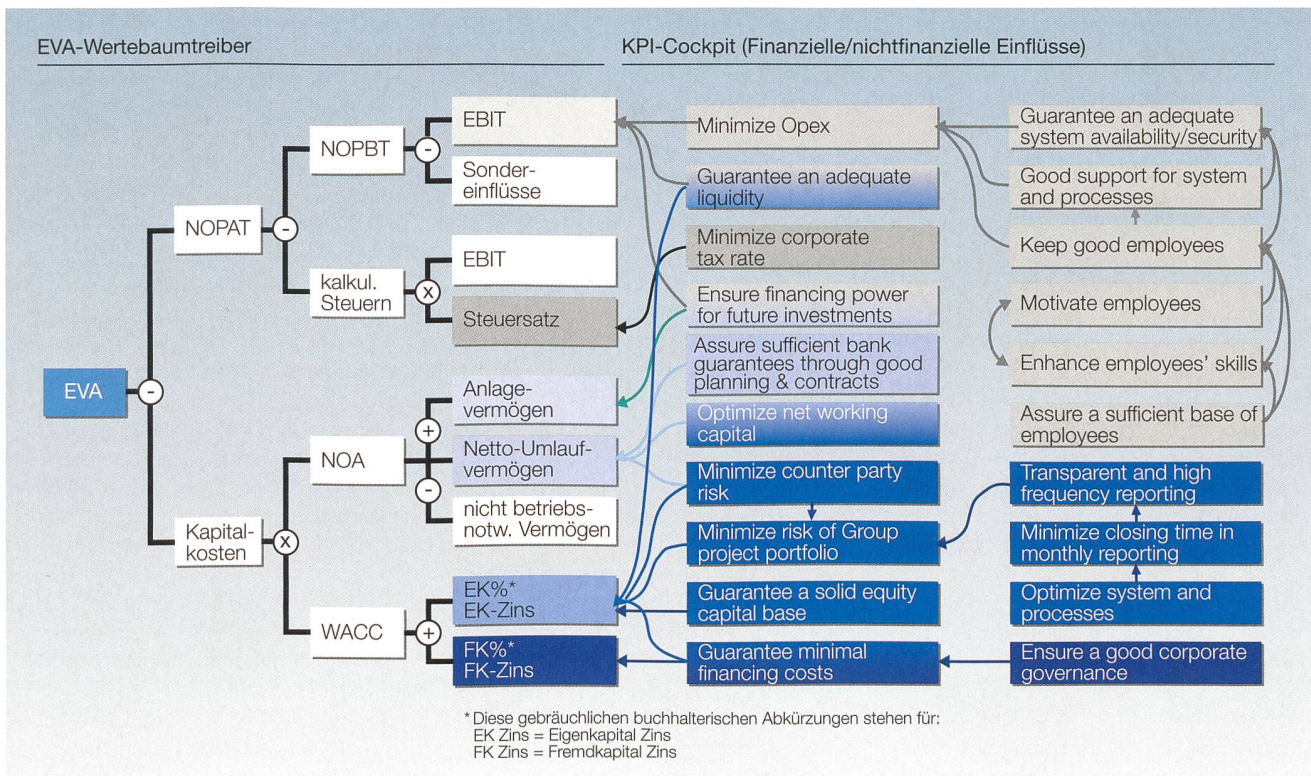 EVA-Wertebaumtreiber
KPI-Cockpit (Finanzielle/nichtfinanzielle Einflüsse)
EVA
-
NOPAT
-
NOPBT
-
EBIT
Sonder-
einflüsse
kalkul.
Steuern
x
EBIT
Steuersatz
Kapital-
kosten
x
NOA
+
-
Anlage-
vermögen
Netto-Umlauf-
vermögen
nicht betriebs-
notw. Vermögen
WACC
+
EK%*
EK-Zins
FK%*
FK-Zins
Minimize Opex
Guarantee an adequate
liquidity
Minimize corporate
tax rate
Ensure financing power
for future investments
Assure sufficient bank
guarantees through good
planning & contracts
Optimize net working
capital
Minimize counter party
risk
Minimize risk of Group
project portfolio
Guarantee a solid equity
capital base
Guarantee minimal
financing costs
Guarantee an adequate
system availability/security
Good support for system
and processes
Keep good employees
Motivate employees
Enhance employees' skills
Assure a sufficient base of
employees
Transparent and high
frequency reporting
Minimize closing time in
monthly reporting
Optimize system and
processes
Ensure a good corporate
governance
* Diese gebräuchlichen buchhalterischen Abkürzungen stehen für:
EK Zins = Eigenkapital Zins
FK Zins = Fremdkapital Zins